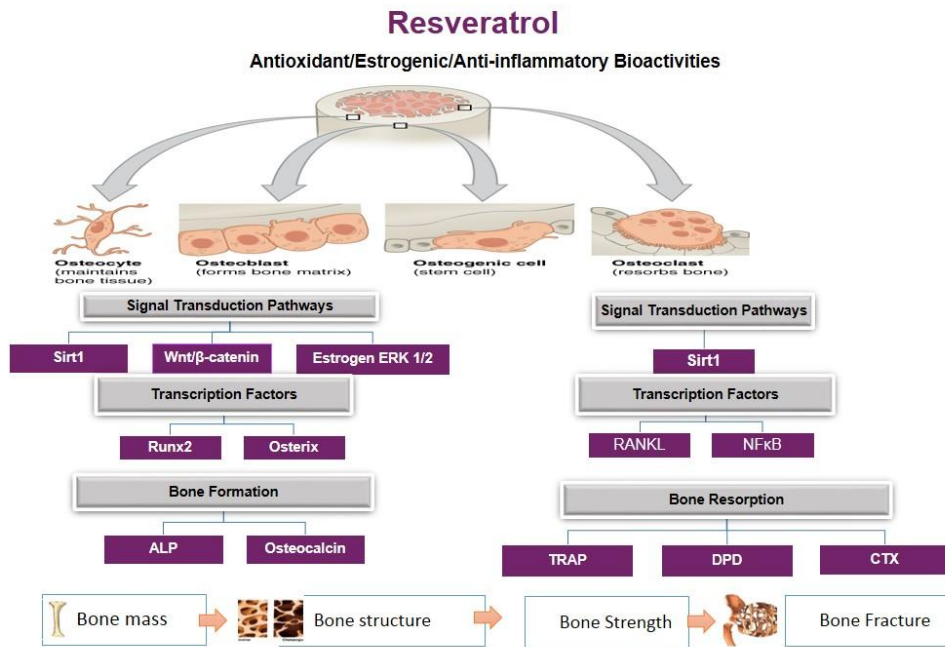 Resveratrol
Antioxidant/Estrogenic/Anti-inflammatory Bioactivities
Osteocyte
(maintains
bone tissue)
Osteoblast
(forms bone matrix)
Osteogenic cell
(stem cell)
Osteoclast
(resorbs bone)
Signal Transduction Pathways
Sirt1
Wnt/β-catenin
Estrogen ERK 1/2
Transcription Factors
Runx2
Osterix
Bone Formation
ALP
Osteocalcin
Signal Transduction Pathways
Sirt1
Transcription Factors
RANKL
NFκB
Bone Resorption
TRAP
DPD
CTX
Bone mass
Bone structure
Bone Strength
Bone Fracture